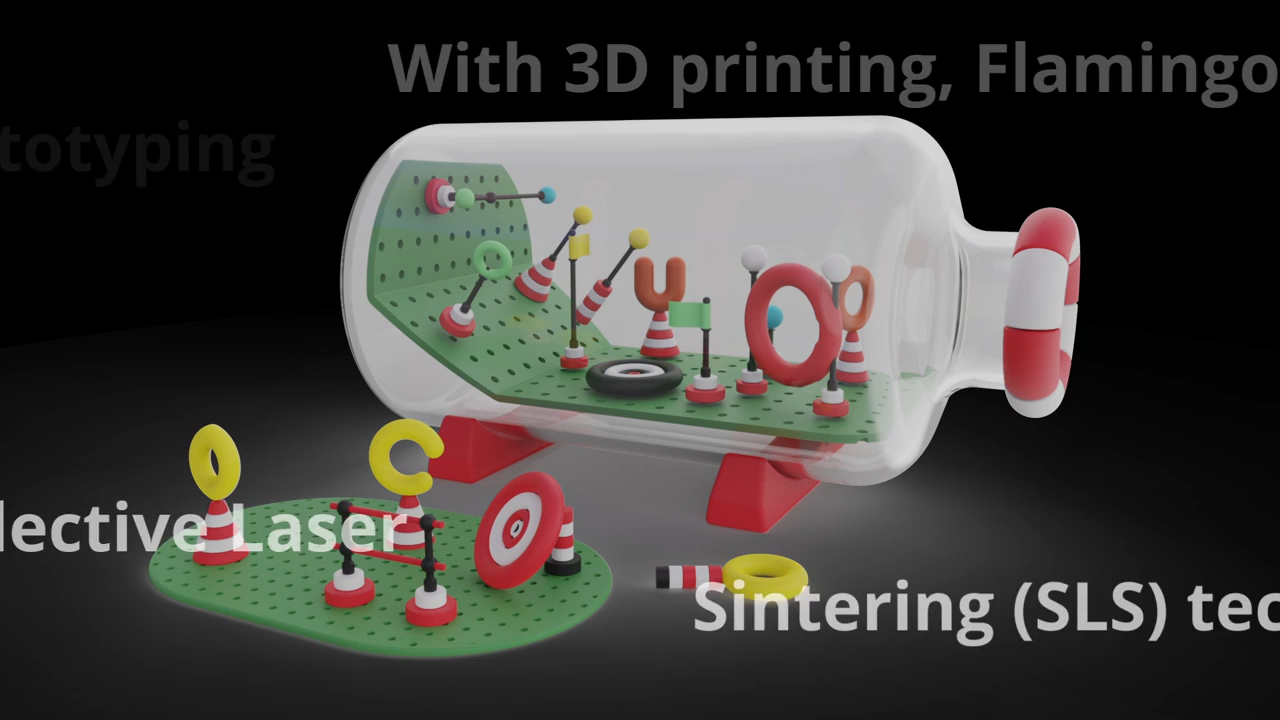 With 3D printing, Flamingo
totyping
lective Laser
Sintering (SLS) tec